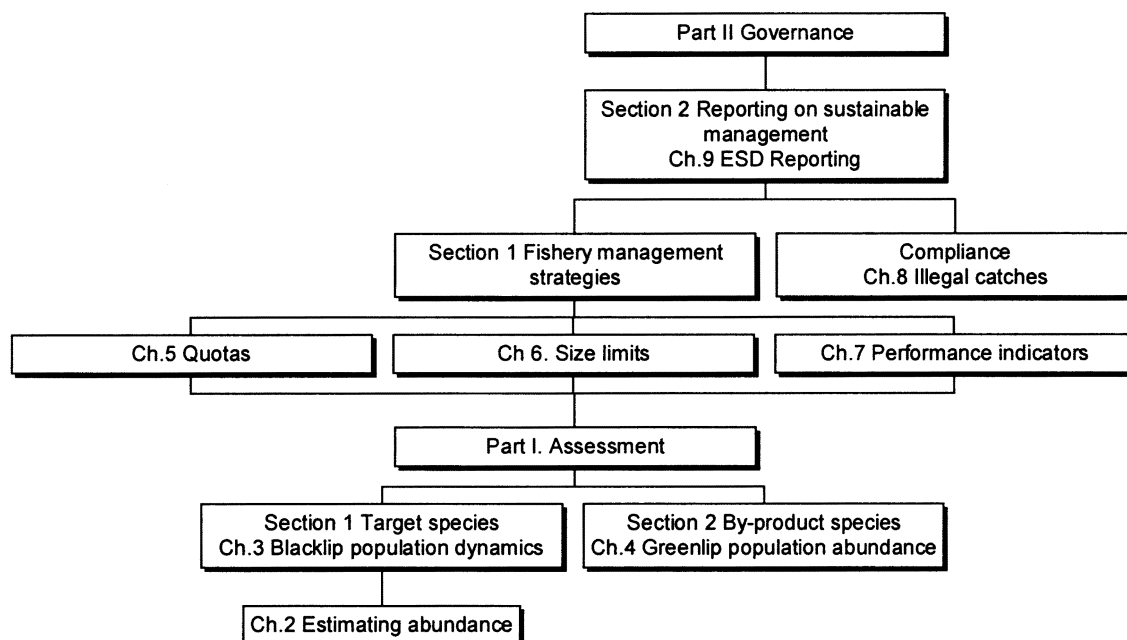 Part II Governance
Section 2 Reporting on sustainable
management
Ch.9 ESD Reporting
Section 1 Fishery management
strategies
Compliance
Ch.8 Illegal catches
Ch.5 Quotas
Ch 6. Size limits
Ch.7 Performance indicators
Part I. Assessment
Section 1 Target species
Ch.3 Blacklip population dynamics
Section 2 By-product species
Ch.4 Greenlip population abundance
Ch.2 Estimating abundance